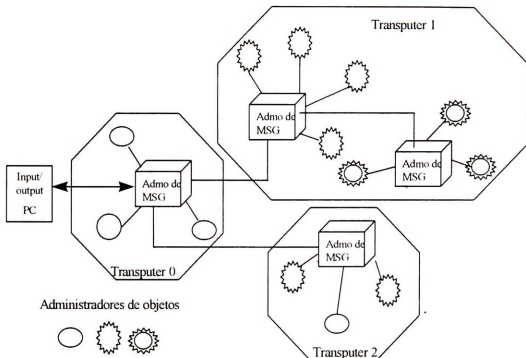 Transputer 1
Admo de
MSG
Admo de
MSG
Input/
output
PC
Admo de
MSG
Transputer 0
Admo de
MSG
Transputer 2
Administradores de objetos